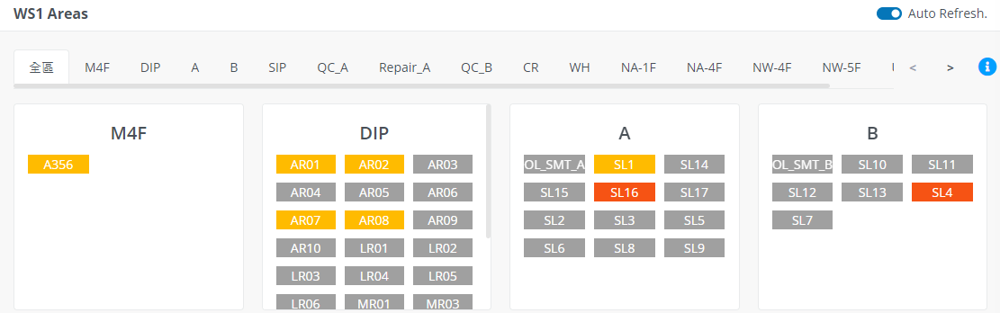 WS1 Areas Auto Refresh.
全區 M4F DIP A B SIP QC_A Repair_A QC_B CR WH NA-1F NA-4F NW-4F NW-5F < >
M4F DIP A B
A356 AR01 AR02 AR03 OL_SMT_A SL1 SL14 OL_SMT_B SL10 SL11
AR04 AR05 AR06 SL15 SL16 SL17 SL12 SL13 SL4
AR07 AR08 AR09 SL2 SL3 SL5 SL7
AR10 LR01 LR02 SL6 SL8 SL9
LR03 LR04 LR05
LR06 MR01 MR03